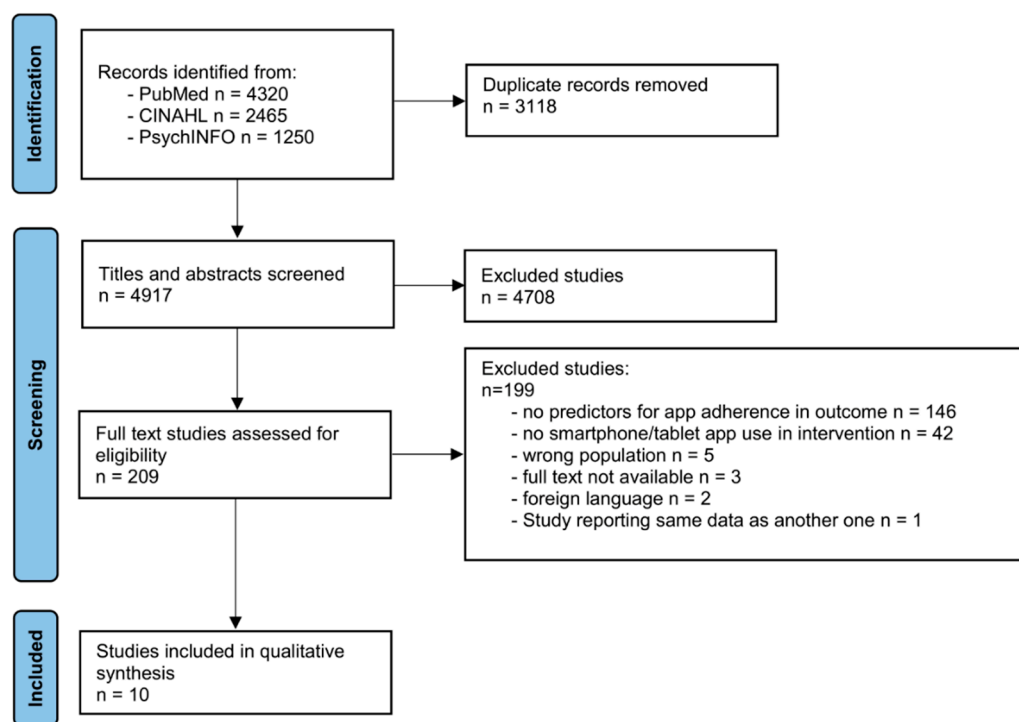 Identification
Records identified from:
- PubMed n = 4320
- CINAHL n = 2465
- PsychINFO n = 1250
Duplicate records removed
n = 3118
Screening
Titles and abstracts screened
n = 4917
Excluded studies
n = 4708
Full text studies assessed for
eligibility
n = 209
Excluded studies:
n=199
- no predictors for app adherence in outcome n = 146
- no smartphone/tablet app use in intervention n = 42
- wrong population n = 5
- full text not available n = 3
- foreign language n = 2
- Study reporting same data as another one n = 1
Included
Studies included in qualitative
synthesis
n = 10